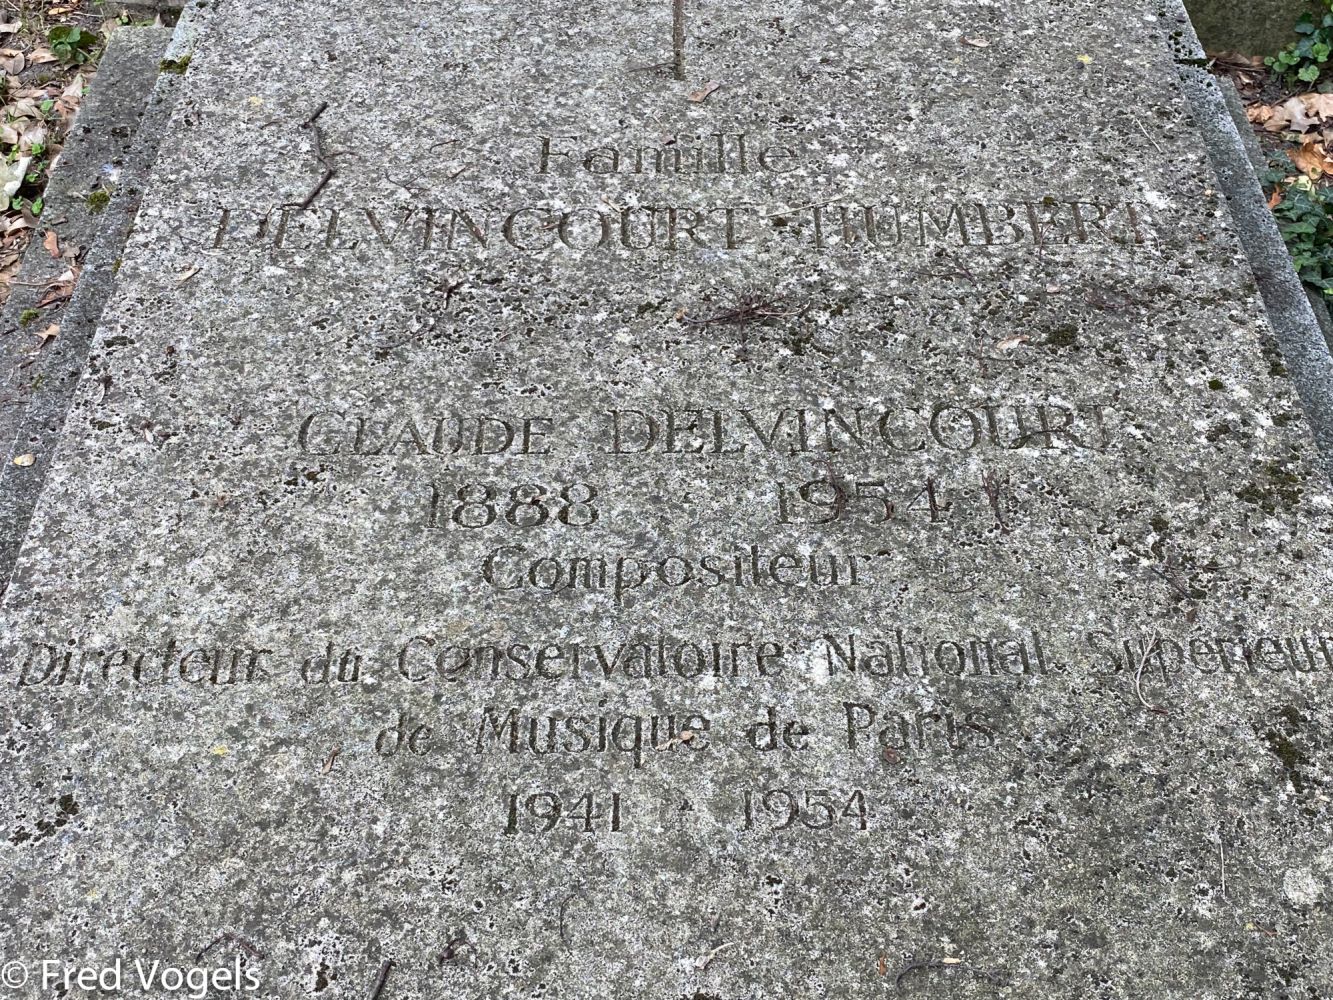 Famille
DELVINCOURT - HUMBERT
CLAUDE DELVINCOURT
1888 - 1954
Compositeur
Directeur du Conservatoire National Supérieur
de Musique de Paris
1941 - 1954
© Fred Vogels